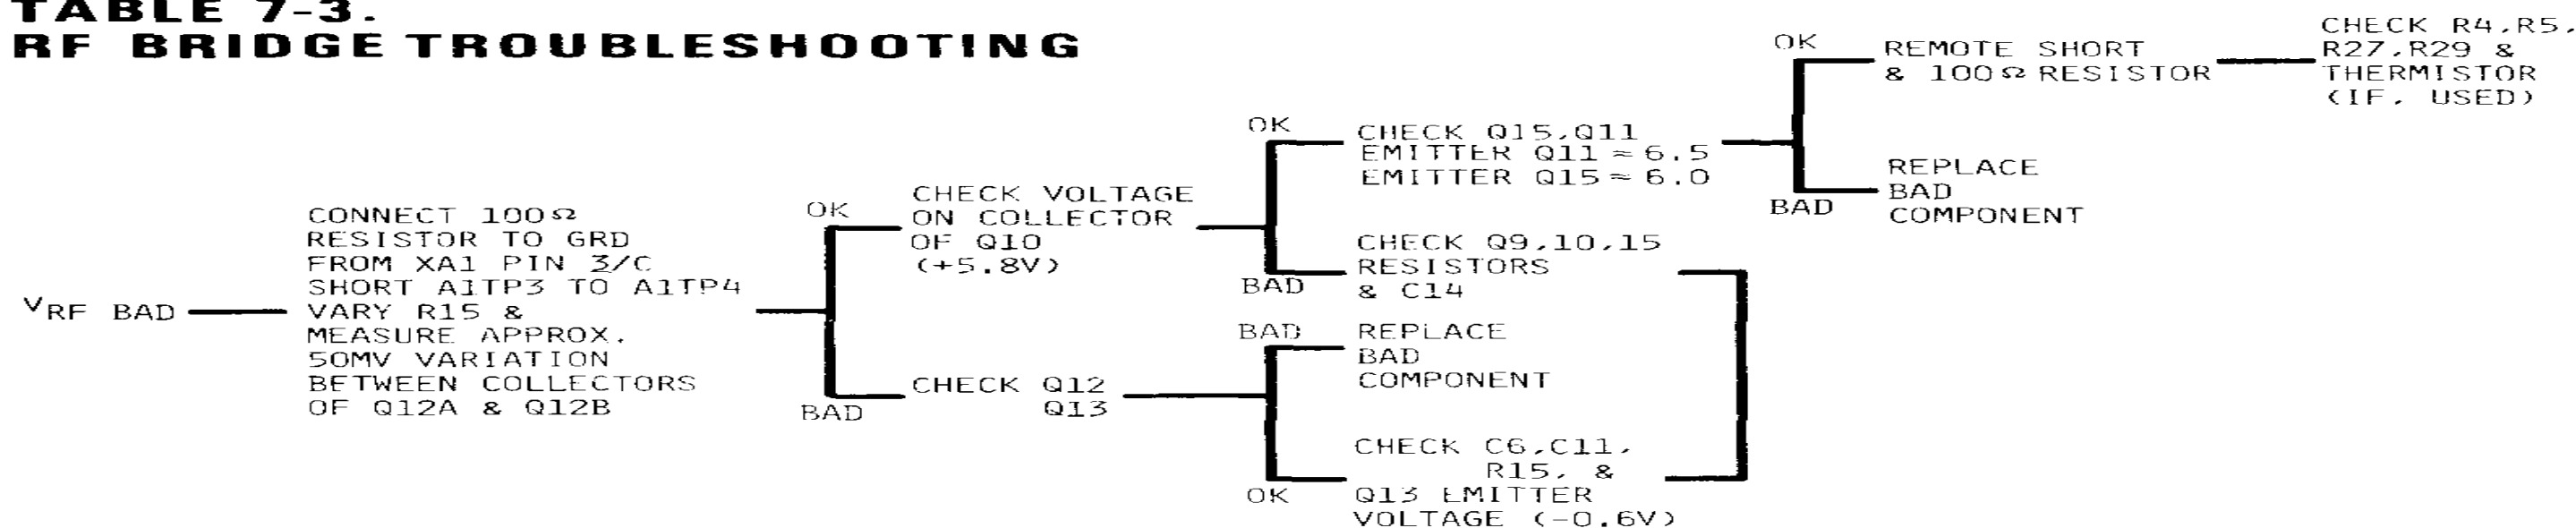 TABLE 7-3.
RF BRIDGE TROUBLESHOOTING
VRF BAD
CONNECT 100Ω
RESISTOR TO GRD
FROM XA1 PIN 3/C
SHORT A1TP3 TO A1TP4
VARY R15 &
MEASURE APPROX.
50MV VARIATION
BETWEEN COLLECTORS
OF Q12A & Q12B
OK
CHECK VOLTAGE
ON COLLECTOR
OF Q10
(+5.8V)
BAD
CHECK Q12
Q13
OK
CHECK Q15,Q11
EMITTER Q11 ≈ 6.5
EMITTER Q15 ≈ 6.0
BAD
CHECK Q9,10,15
RESISTORS
& C14
BAD
REPLACE
BAD
COMPONENT
OK
CHECK C6,C11,
R15, &
Q13 EMITTER
VOLTAGE (-0.6V)
OK
REMOTE SHORT
& 100Ω RESISTOR
BAD
REPLACE
BAD
COMPONENT
CHECK R4,R5,
R27,R29 &
THERMISTOR
(IF, USED)